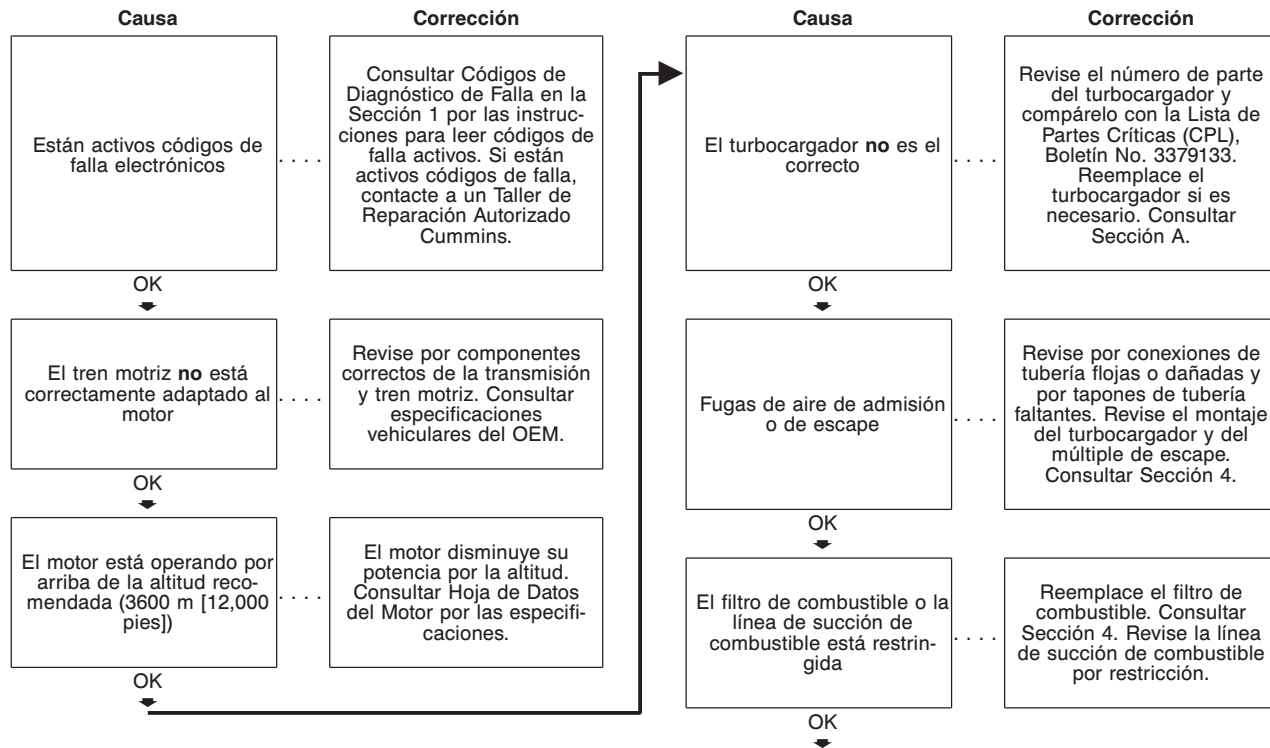 Causa
Corrección
Están activos códigos de
falla electrónicos
. . . .
Consultar Códigos de
Diagnóstico de Falla en la
Sección 1 por las instruc-
ciones para leer códigos de
falla activos. Si están
activos códigos de falla,
contacte a un Taller de
Reparación Autorizado
Cummins.
OK
El tren motriz no está
correctamente adaptado al
motor
. . . .
Revise por componentes
correctos de la transmisión
y tren motriz. Consultar
especificaciones
vehiculares del OEM.
OK
El motor está operando por
arriba de la altitud reco-
mendada (3600 m [12,000
pies])
. . . .
El motor disminuye su
potencia por la altitud.
Consultar Hoja de Datos
del Motor por las especifi-
caciones.
OK
Causa
Corrección
El turbocargador no es el
correcto
. . . .
Revise el número de parte
del turbocargador y
compárelo con la Lista de
Partes Críticas (CPL),
Boletín No. 3379133.
Reemplace el
turbocargador si es
necesario. Consultar
Sección A.
OK
Fugas de aire de admisión
o de escape
. . . .
Revise por conexiones de
tubería flojas o dañadas y
por tapones de tubería
faltantes. Revise el montaje
del turbocargador y del
múltiple de escape.
Consultar Sección 4.
OK
El filtro de combustible o la
línea de succión de
combustible está restrin-
gida
. . . .
Reemplace el filtro de
combustible. Consultar
Sección 4. Revise la línea
de succión de combustible
por restricción.
OK